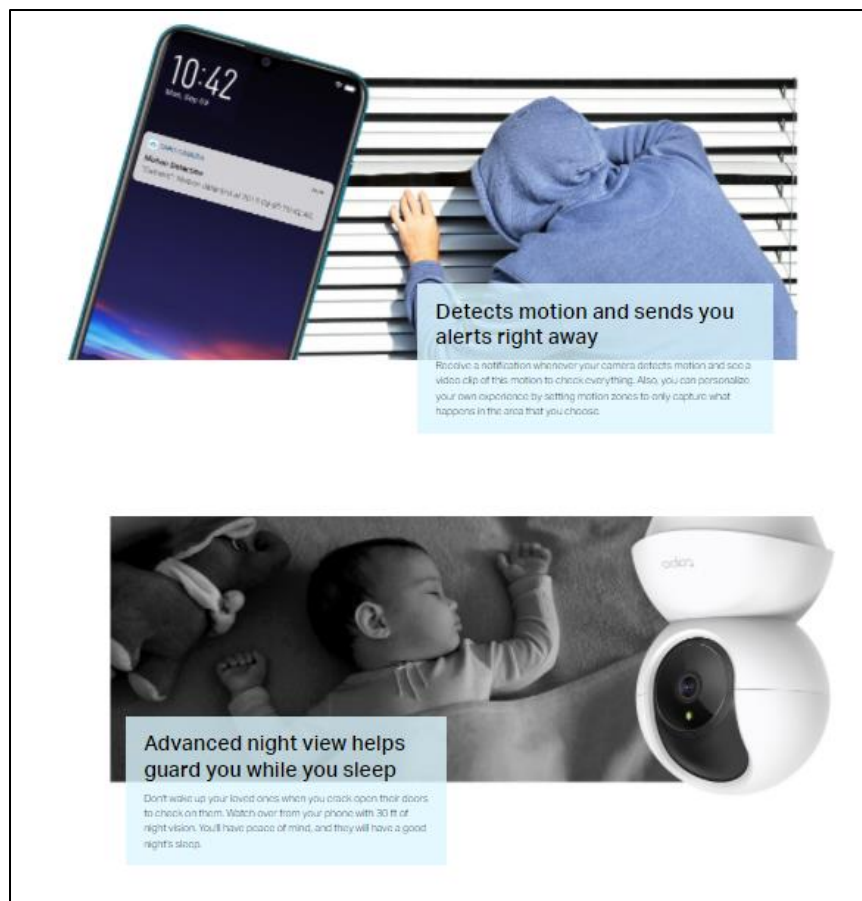 10:42
Mon, Sep 09
Motion Detection
Detects motion and sends you
alerts right away
Receive a notification whenever your camera detects motion and see a
video clip of this motion to check everything. Also, you can personalize
your own experience by setting motion zones to only capture what
happens in the area that you choose.
tapo
Advanced night view helps
guard you while you sleep
Don't wake up your loved ones when you crack open their doors
to check on them. Watch over from your phone with 30 ft of
night vision. You'll have peace of mind, and they will have a good
night's sleep.